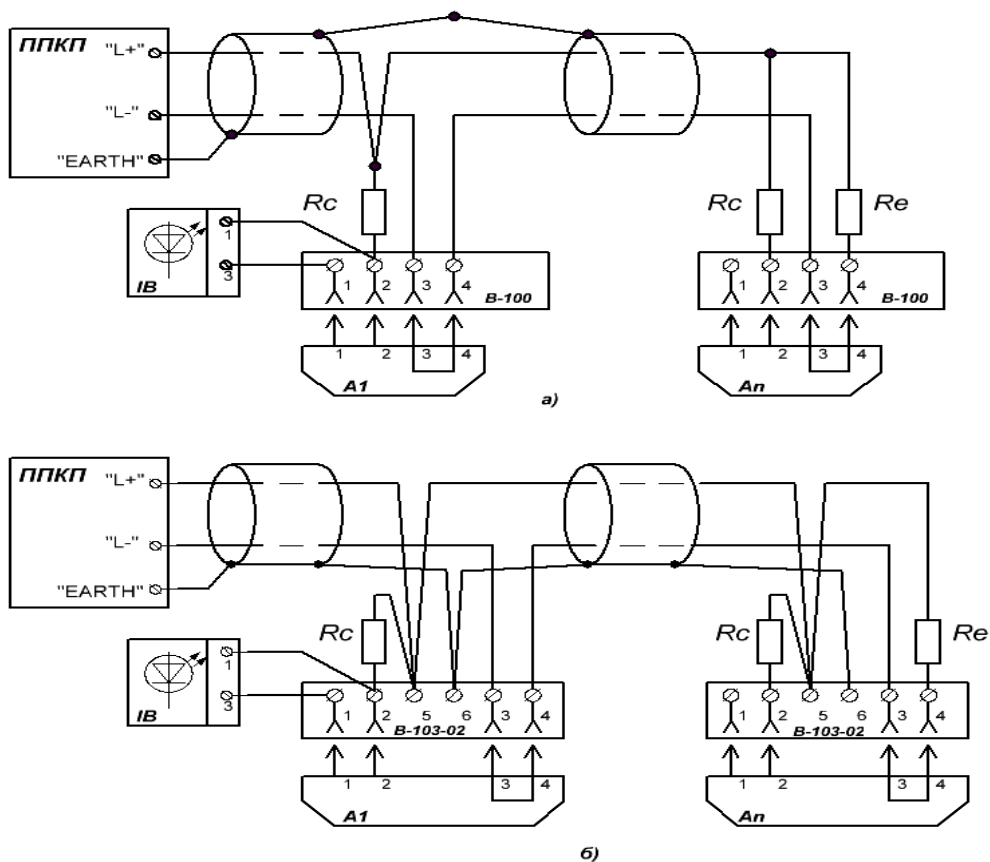 ППКП
"L+"
"L-"
"EARTH"
Rc
Rc
Re
1
3
IB
1 2 3 4
B-100
1 2 3 4
B-100
1 2 3 4
A1
1 2 3 4
An
а)
ППКП
"L+"
"L-"
"EARTH"
Rc
Rc
Re
1
3
IB
1 2 5 6 3 4
B-103-02
1 2 5 6 3 4
B-103-02
1 2 3 4
A1
1 2 3 4
An
б)